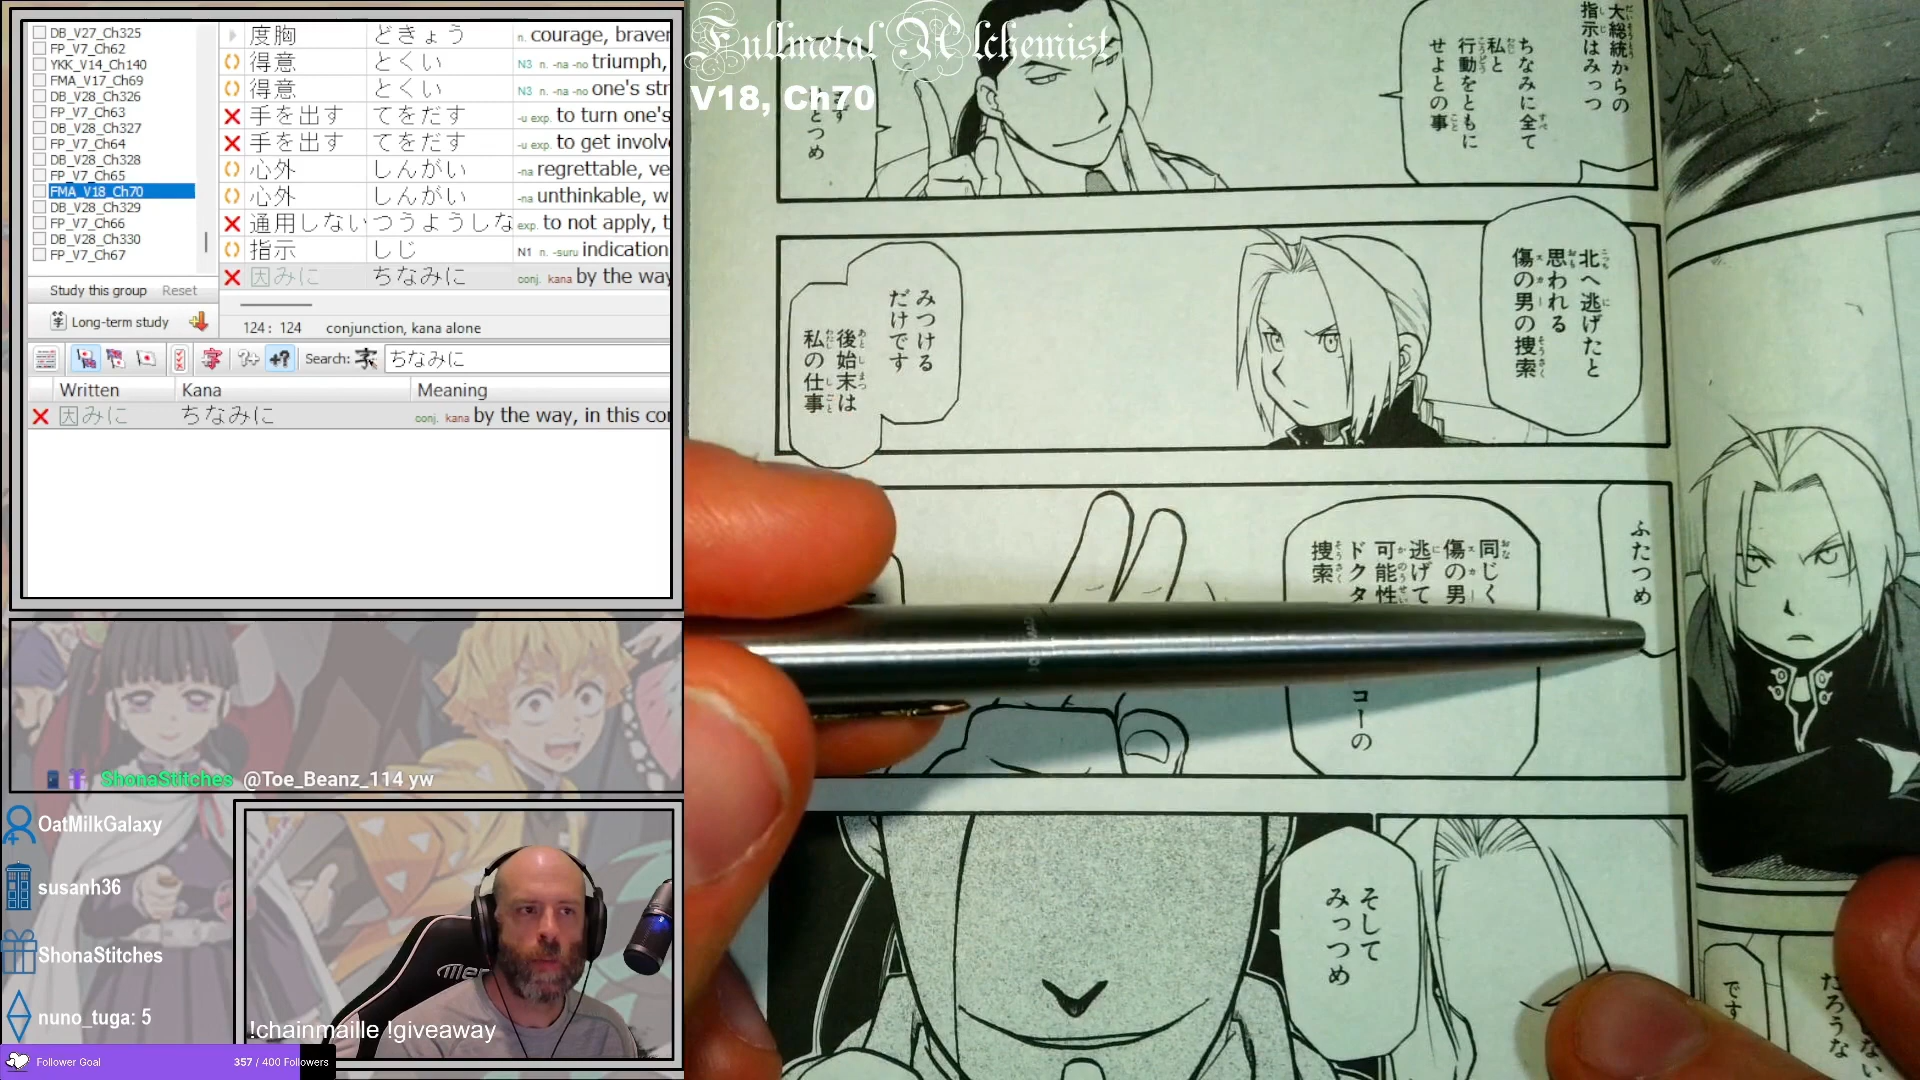 DB_V27_Ch325
FP_V7_Ch62
YKK_V14_Ch140
FMA_V17_Ch69
DB_V28_Ch326
FP_V7_Ch63
DB_V28_Ch327
FP_V7_Ch64
DB_V28_Ch328
FP_V7_Ch65
FMA_V18_Ch70
DB_V28_Ch329
FP_V7_Ch66
DB_V28_Ch330
FP_V7_Ch67
Study this group Reset
Long-term study
度胸 どきょう n. courage, braver
得意 とくい N3 n. -na -no triumph,
得意 とくい N3 n. -na -no one's str
手を出す てをだす -u exp. to turn one's
手を出す てをだす -u exp. to get involv
心外 しんがい -na regrettable, ve
心外 しんがい -na unthinkable, w
通用しない つうようしな exp. to not apply, t
指示 しじ N1 n. -suru indication
因みに ちなみに conj. kana by the way
124: 124 conjunction, kana alone
Search: ちなみに
Written Kana Meaning
因みに ちなみに conj. kana by the way, in this co
ShonaStitches @Toe_Beanz_114 yw
OatMilkGalaxy
susanh36
ShonaStitches
nuno_tuga: 5
!chainmaille !giveaway
Follower Goal 357 / 400 Followers
Fullmetal Alchemist
V18, Ch70
大総統からの
指示はみっつ
ちなみに全て
私と
行動をともに
せよとの事
とつめ
北へ逃げたと
思われる
傷の男の捜索
みつける
だけです
後始末は
私の仕事
ふたつめ
同じく
傷の男
逃げて
可能性
ドクタ
コーの
捜索
そして
みっつめ
だろうな
です